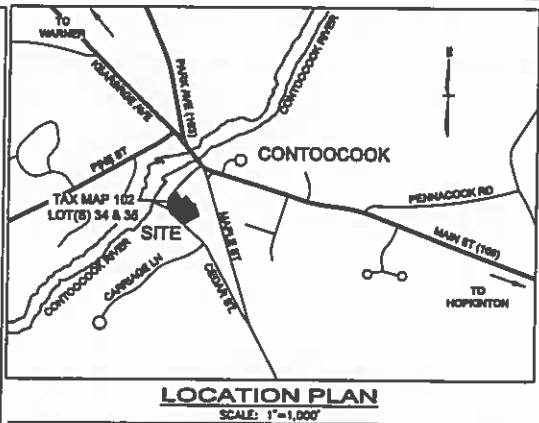 TO
WARNER
KEARSARGE AVE
PARK AVE (103)
CONTOOCOOK RIVER
PINE ST
CONTOOCOOK
TAX MAP 102
LOT(S) 34 & 35
SITE
MAPLE ST
PENNACOOK RD
MAIN ST (103)
CONTOOCOOK RIVER
CARRIAGE LN
CEDAR ST.
TO
HOPKINTON
LOCATION PLAN
SCALE: 1"=1,000'